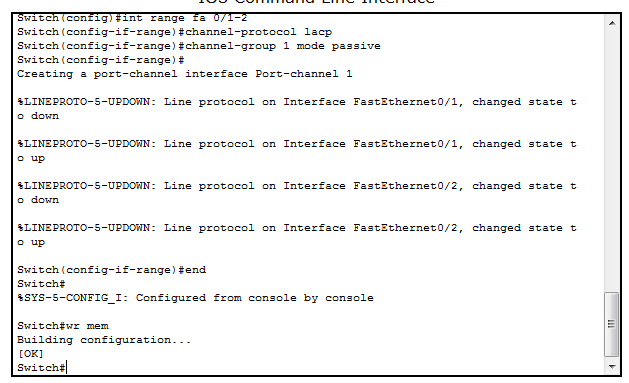 IOS Command Line Interface
Switch(config)#int range fa 0/1-2
Switch(config-if-range)#channel-protocol lacp
Switch(config-if-range)#channel-group 1 mode passive
Switch(config-if-range)#
Creating a port-channel interface Port-channel 1
%LINEPROTO-5-UPDOWN: Line protocol on Interface FastEthernet0/1, changed state t
o down
%LINEPROTO-5-UPDOWN: Line protocol on Interface FastEthernet0/1, changed state t
o up
%LINEPROTO-5-UPDOWN: Line protocol on Interface FastEthernet0/2, changed state t
o down
%LINEPROTO-5-UPDOWN: Line protocol on Interface FastEthernet0/2, changed state t
o up
Switch(config-if-range)#end
Switch#
%SYS-5-CONFIG_I: Configured from console by console
Switch#wr mem
Building configuration...
[OK]
Switch#